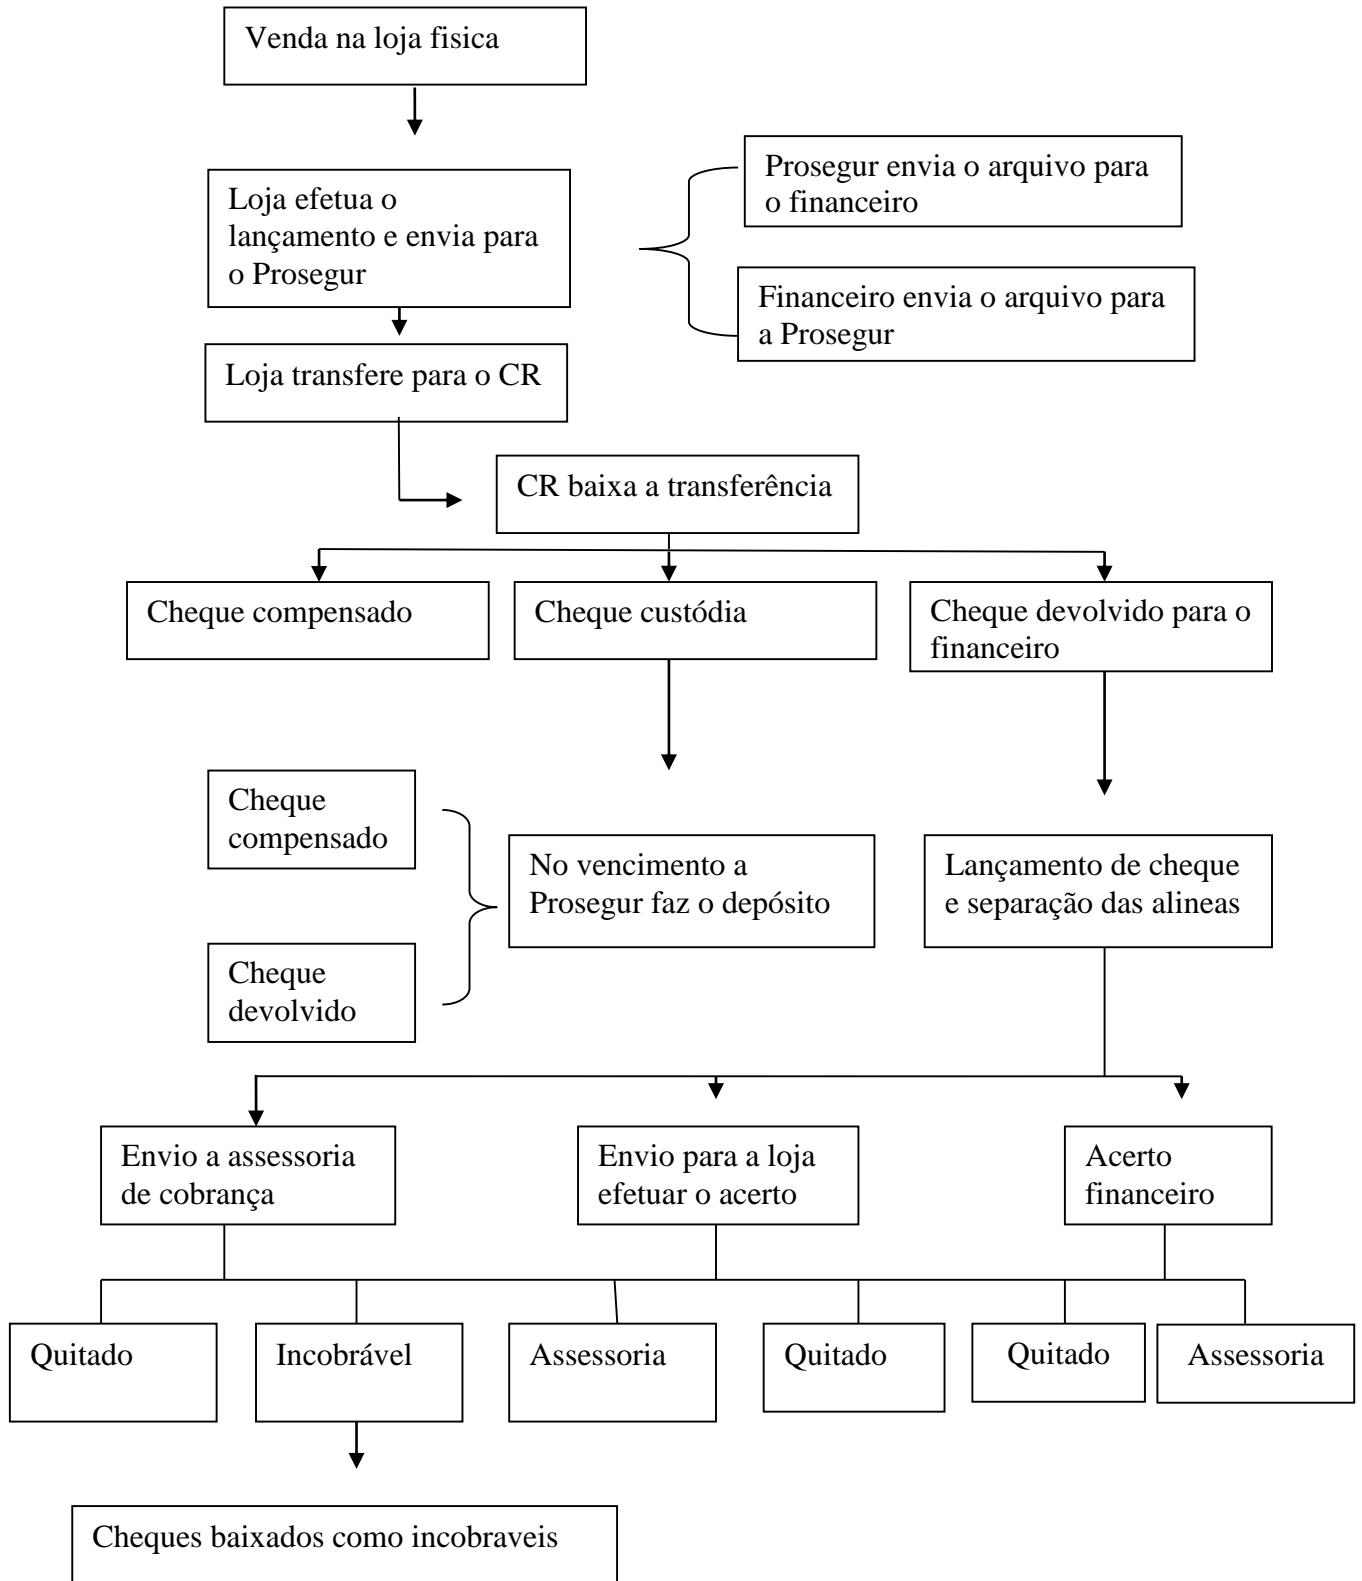 Venda na loja fisica
Prosegur envia o arquivo para
o financeiro
Loja efetua o
lançamento e envia para
o Prosegur
Financeiro envia o arquivo para
a Prosegur
Loja transfere para o CR
CR baixa a transferência
Cheque compensado
Cheque custódia
Cheque devolvido para o
financeiro
Cheque
compensado
No vencimento a
Prosegur faz o depósito
Lançamento de cheque
e separação das alineas
Cheque
devolvido
Envio a assessoria
de cobrança
Envio para a loja
efetuar o acerto
Acerto
financeiro
Quitado
Incobrável
Assessoria
Quitado
Quitado
Assessoria
Cheques baixados como incobraveis